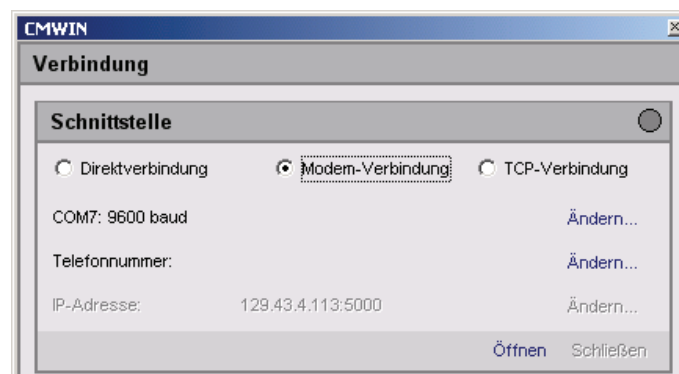 CMWIN
Verbindung
Schnittstelle
Direktverbindung Modem-Verbindung TCP-Verbindung
COM7: 9600 baud Ändern...
Telefonnummer: Ändern...
IP-Adresse: 129.43.4.113:5000 Ändern...
Öffnen Schließen